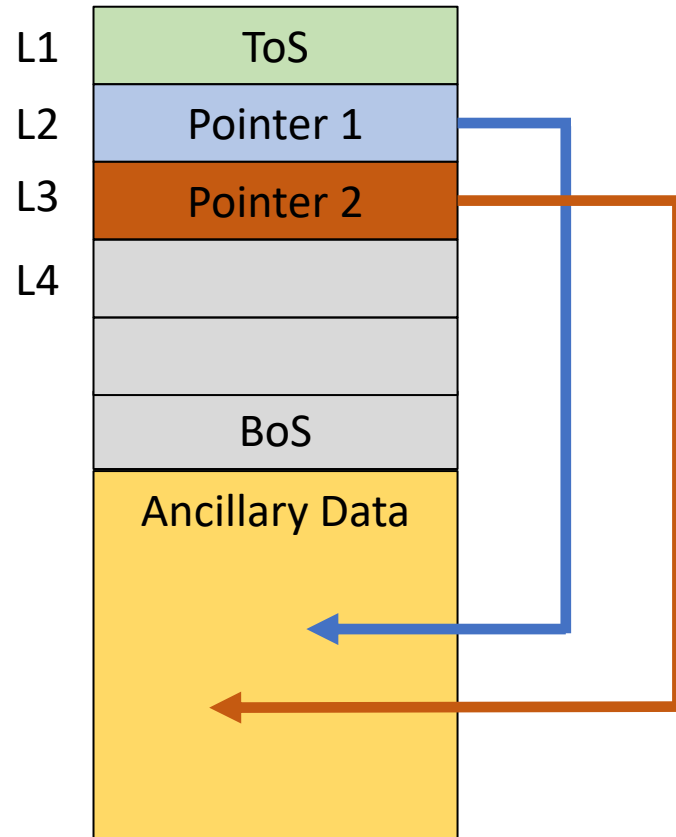 L1 ToS
L2 Pointer 1
L3 Pointer 2
L4
BoS
Ancillary Data